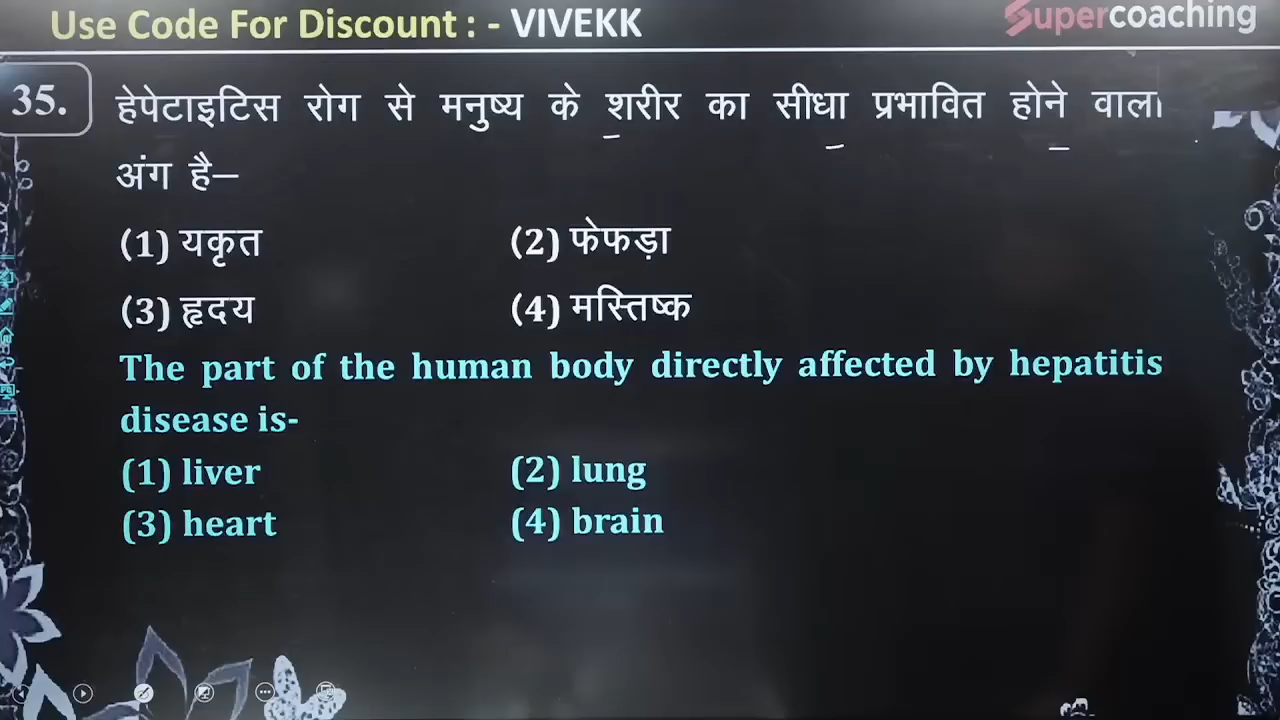 Use Code For Discount : - VIVEKK
Supercoaching
35. हेपेटाइटिस रोग से मनुष्य के शरीर का सीधा प्रभावित होने वाला
अंग है–
(1) यकृत (2) फेफड़ा
(3) हृदय (4) मस्तिष्क
The part of the human body directly affected by hepatitis
disease is-
(1) liver (2) lung
(3) heart (4) brain